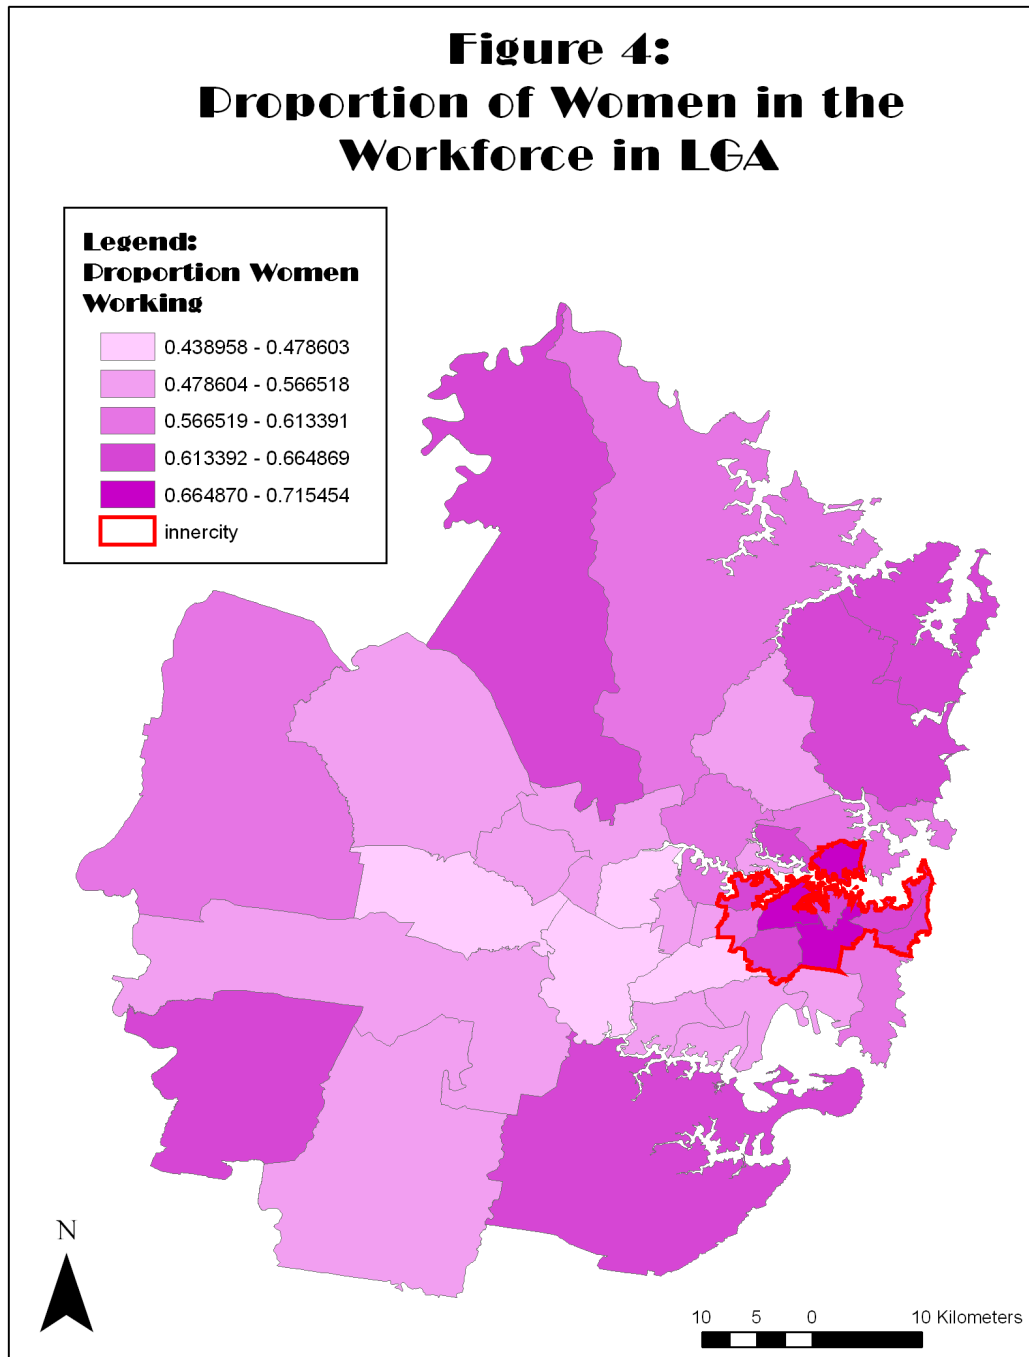 Figure 4:
Proportion of Women in the
Workforce in LGA
Legend:
Proportion Women
Working
0.438958 - 0.478603
0.478604 - 0.566518
0.566519 - 0.613391
0.613392 - 0.664869
0.664870 - 0.715454
innercity
N
10 5 0 10 Kilometers